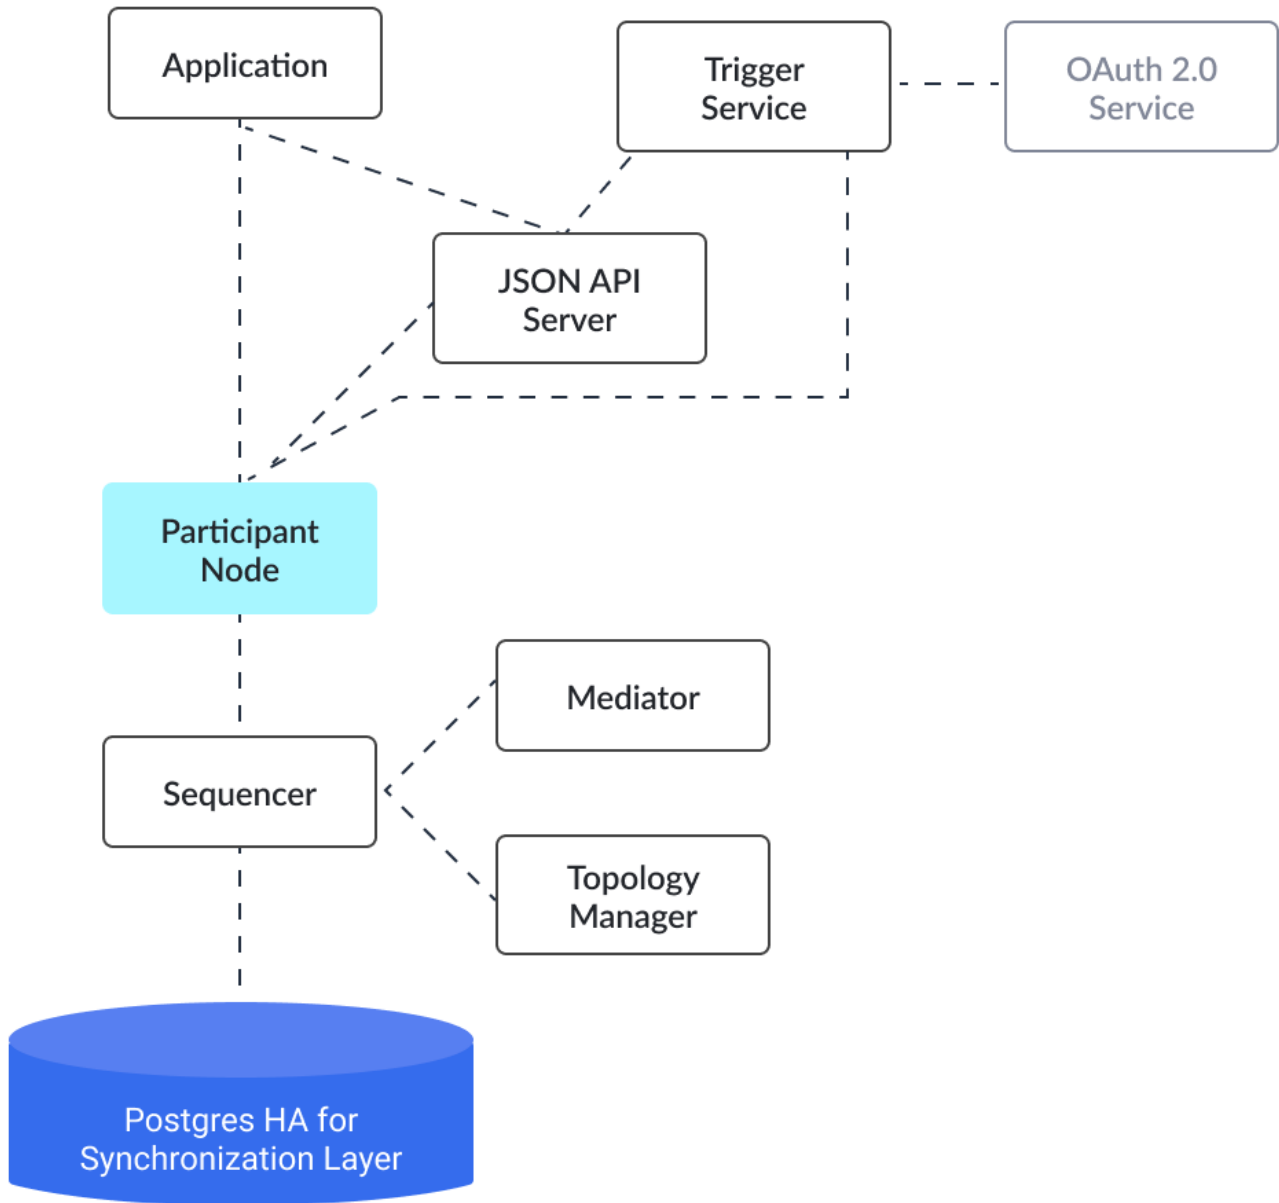 Application
Trigger
Service
OAuth 2.0
Service
JSON API
Server
Participant
Node
Mediator
Sequencer
Topology
Manager
Postgres HA for
Synchronization Layer